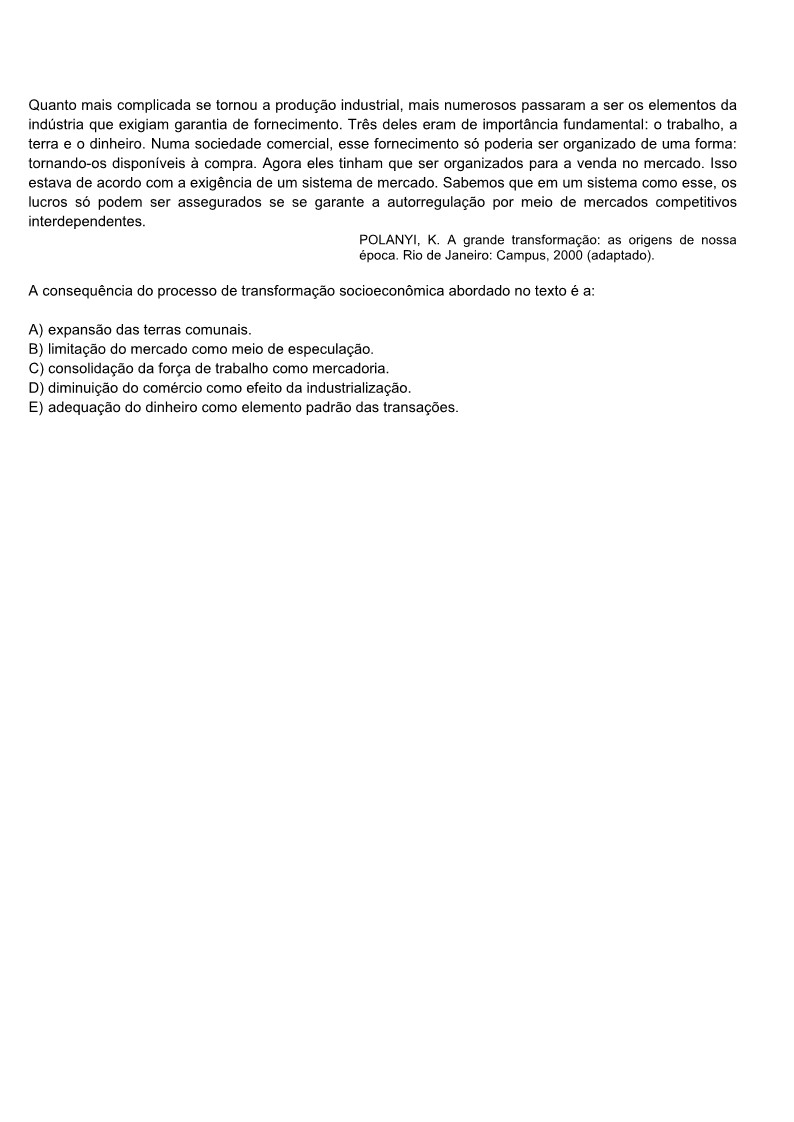 Quanto mais complicada se tornou a produção industrial, mais numerosos passaram a ser os elementos da
indústria que exigiam garantia de fornecimento. Três deles eram de importância fundamental: o trabalho, a
terra e o dinheiro. Numa sociedade comercial, esse fornecimento só poderia ser organizado de uma forma:
tornando-os disponíveis à compra. Agora eles tinham que ser organizados para a venda no mercado. Isso
estava de acordo com a exigência de um sistema de mercado. Sabemos que em um sistema como esse, os
lucros só podem ser assegurados se se garante a autorregulação por meio de mercados competitivos
interdependentes.
POLANYI, K. A grande transformação: as origens de nossa
época. Rio de Janeiro: Campus, 2000 (adaptado).
A consequência do processo de transformação socioeconômica abordado no texto é a:
A) expansão das terras comunais.
B) limitação do mercado como meio de especulação.
C) consolidação da força de trabalho como mercadoria.
D) diminuição do comércio como efeito da industrialização.
E) adequação do dinheiro como elemento padrão das transações.